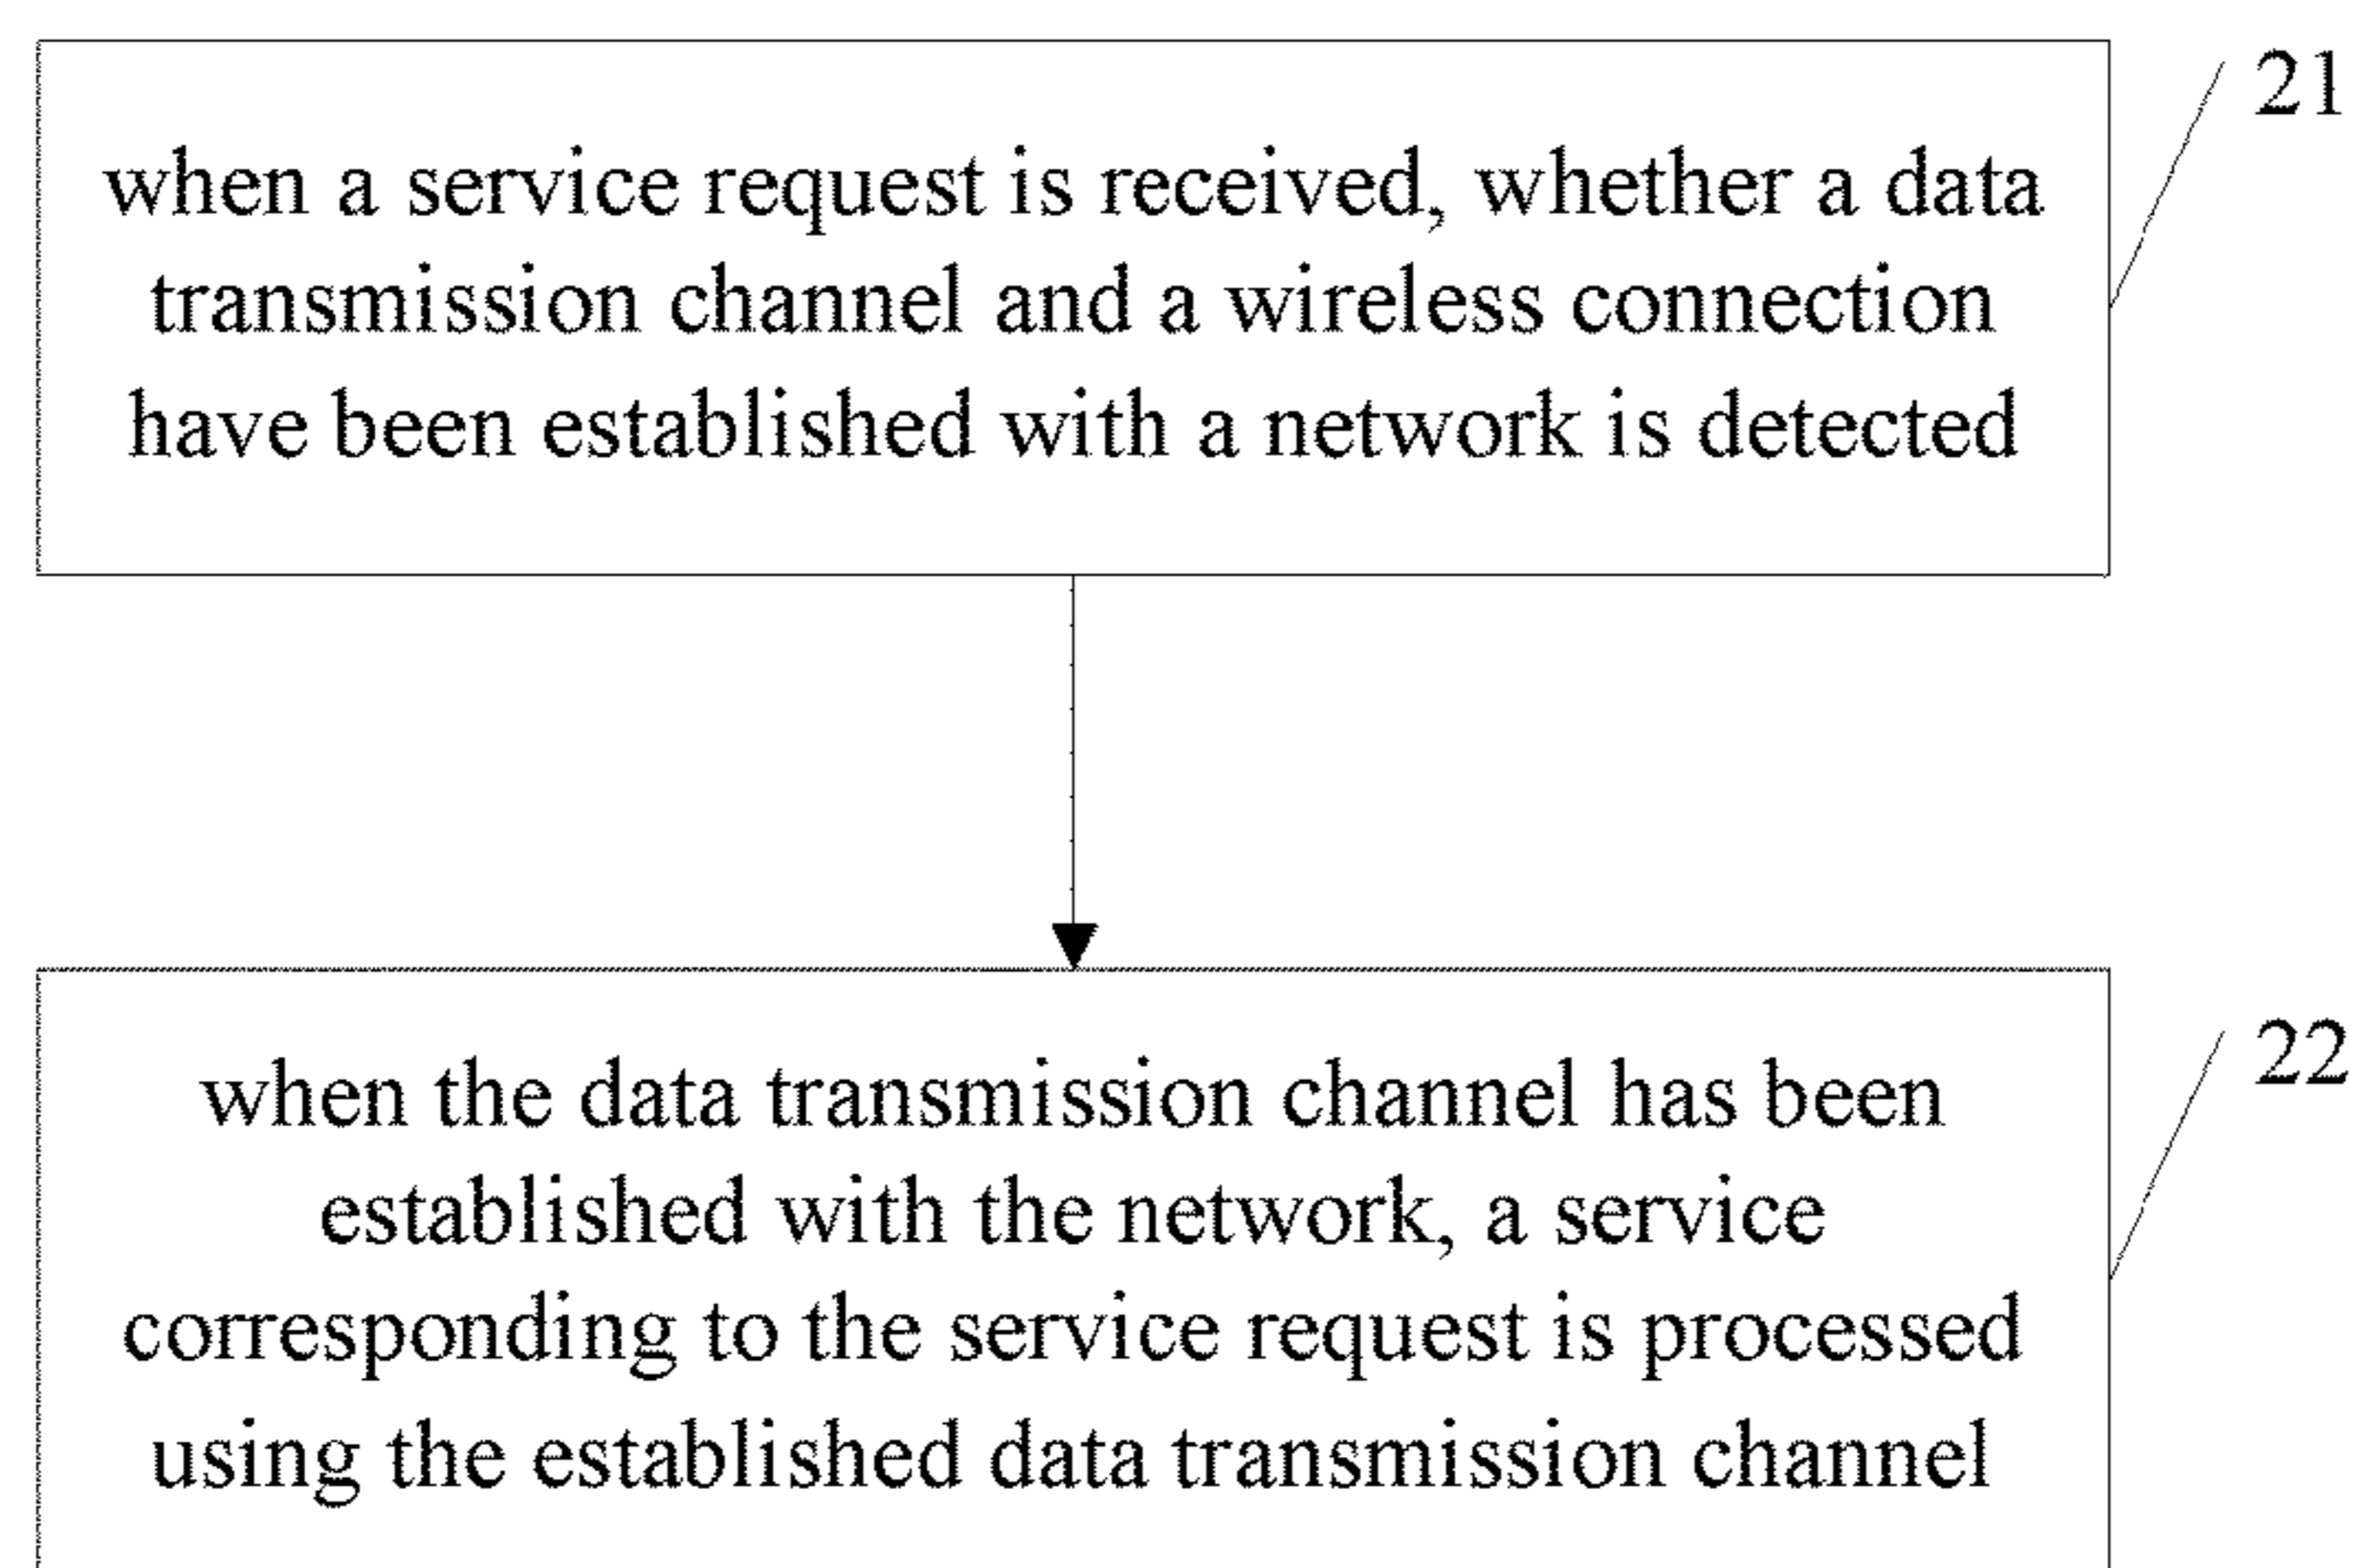 21
when a service request is received, whether a data
transmission channel and a wireless connection
have been established with a network is detected
22
when the data transmission channel has been
established with the network, a service
corresponding to the service request is processed
using the established data transmission channel